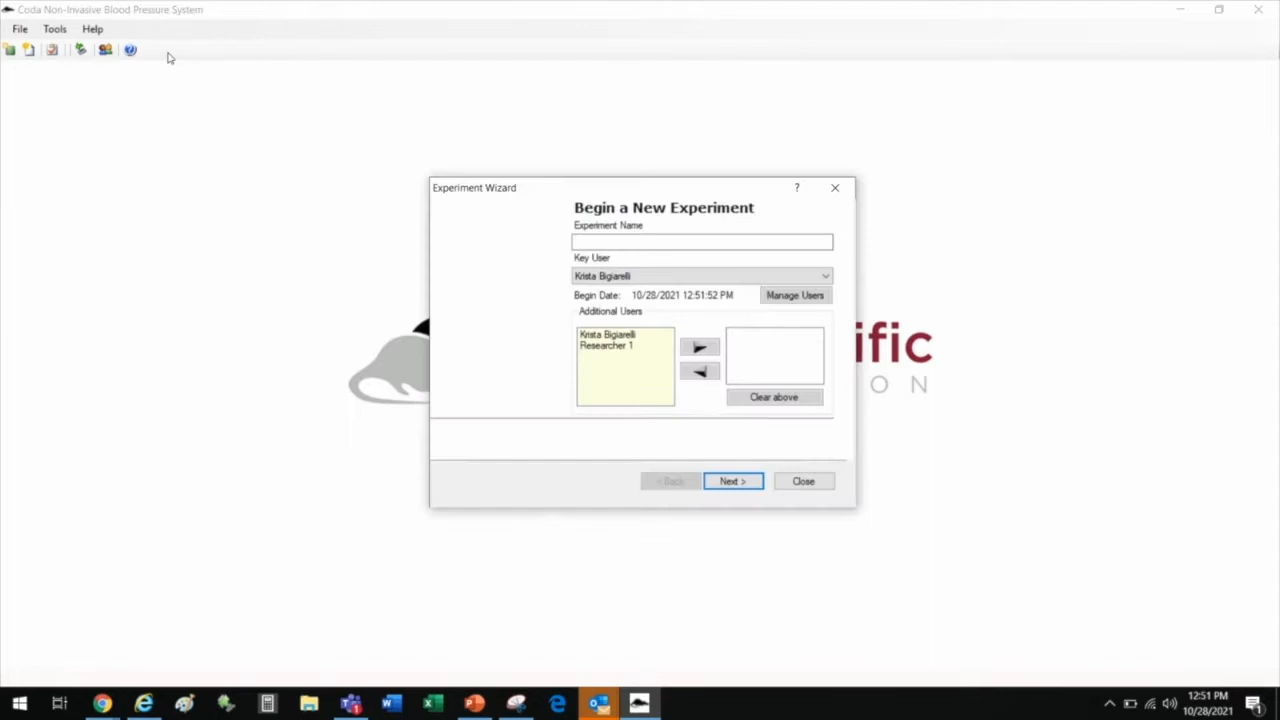 Coda Non-Invasive Blood Pressure System
File Tools Help
Experiment Wizard
Begin a New Experiment
Experiment Name
Key User
Krista Bigiarelli
Begin Date: 10/28/2021 12:51:52 PM Manage Users
Additional Users
Krista Bigiarelli
Researcher 1
Clear above
< Back Next > Close
ific
ON
12:51 PM
10/28/2021